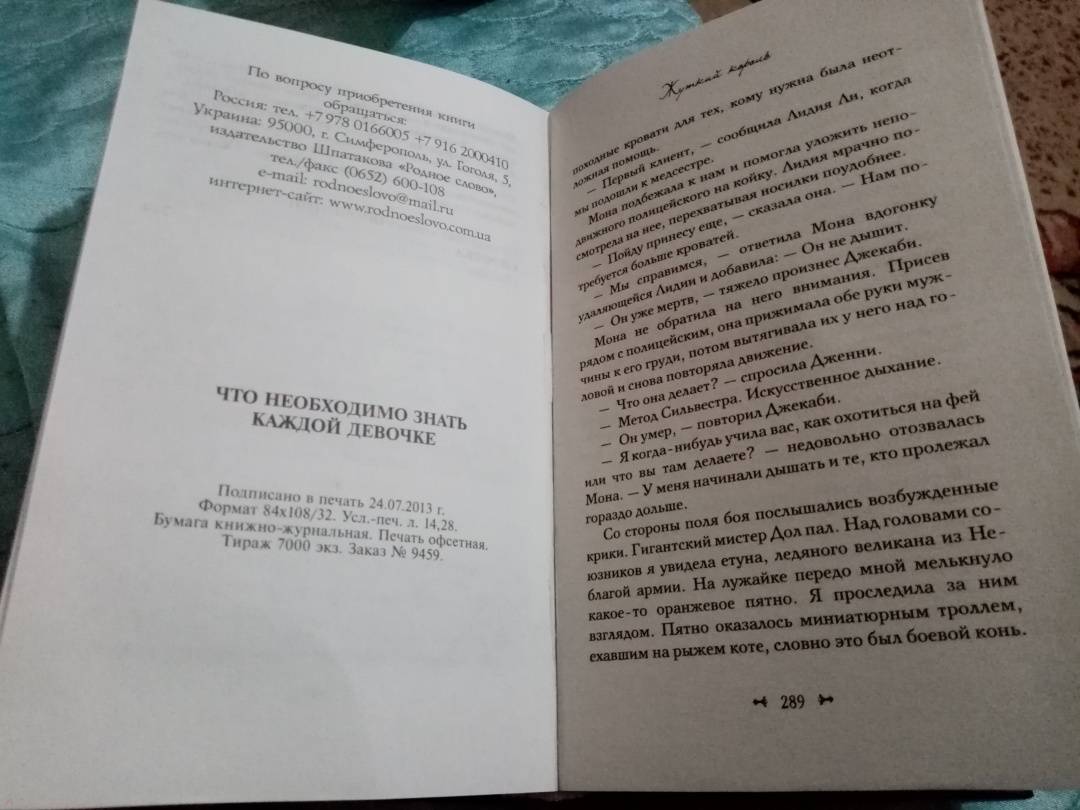 По вопросу приобретения книги
обращаться:
Россия: тел. +7 978 0166005 +7 916 2000410
Украина: 95000, г. Симферополь, ул. Гоголя, 5,
издательство Шпатакова «Родное слово»,
тел./факс (0652) 600-108
e-mail: rodnoeslovo@mail.ru
интернет-сайт: www.rodnoeslovo.com.ua
ЧТО НЕОБХОДИМО ЗНАТЬ
КАЖДОЙ ДЕВОЧКЕ
Подписано в печать 24.07.2013 г.
Формат 84х108/32. Усл.-печ. л. 14,28.
Бумага книжно-журнальная. Печать офсетная.
Тираж 7000 экз. Заказ № 9459.
Жуткий король
походные кровати для тех, кому нужна была неот-
ложная помощь.
— Первый клиент, — сообщила Лидия Ли, когда
мы подошли к медсестре.
Мона подбежала к нам и помогла уложить непо-
движного полицейского на койку. Лидия мрачно по-
смотрела на нее, перехватывая носилки поудобнее.
— Пойду принесу еще, — сказала она. — Нам по-
требуется больше кроватей.
— Мы справимся, — ответила Мона вдогонку
удаляющейся Лидии и добавила: — Он не дышит.
— Он уже мертв, — тяжело произнес Джекаби.
Мона не обратила на него внимания. Присев
рядом с полицейским, она прижимала обе руки муж-
чины к его груди, потом вытягивала их у него над го-
ловой и снова повторяла движение.
— Что она делает? — спросила Дженни.
— Метод Сильвестра. Искусственное дыхание.
— Он умер, — повторил Джекаби.
— Я когда-нибудь учила вас, как охотиться на фей
или что вы там делаете? — недовольно отозвалась
Мона. — У меня начинали дышать и те, кто пролежал
гораздо дольше.
Со стороны поля боя послышались возбужденные
крики. Гигантский мистер Дол пал. Над головами со-
юзников я увидела етуна, ледяного великана из Не-
благой армии. На лужайке передо мной мелькнуло
какое-то оранжевое пятно. Я проследила за ним
взглядом. Пятно оказалось миниатюрным троллем,
ехавшим на рыжем коте, словно это был боевой конь.
289